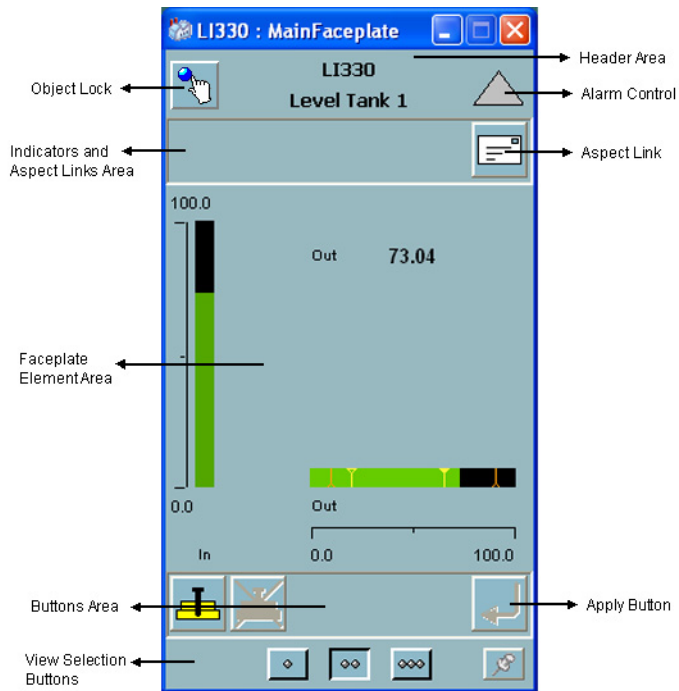 LI330 : MainFaceplate
Header Area
LI330
Object Lock
Level Tank 1
Alarm Control
Indicators and
Aspect Links Area
Aspect Link
100.0
Out 73.04
Faceplate
Element Area
0.0
Out
In
0.0 100.0
Buttons Area
Apply Button
View Selection
Buttons